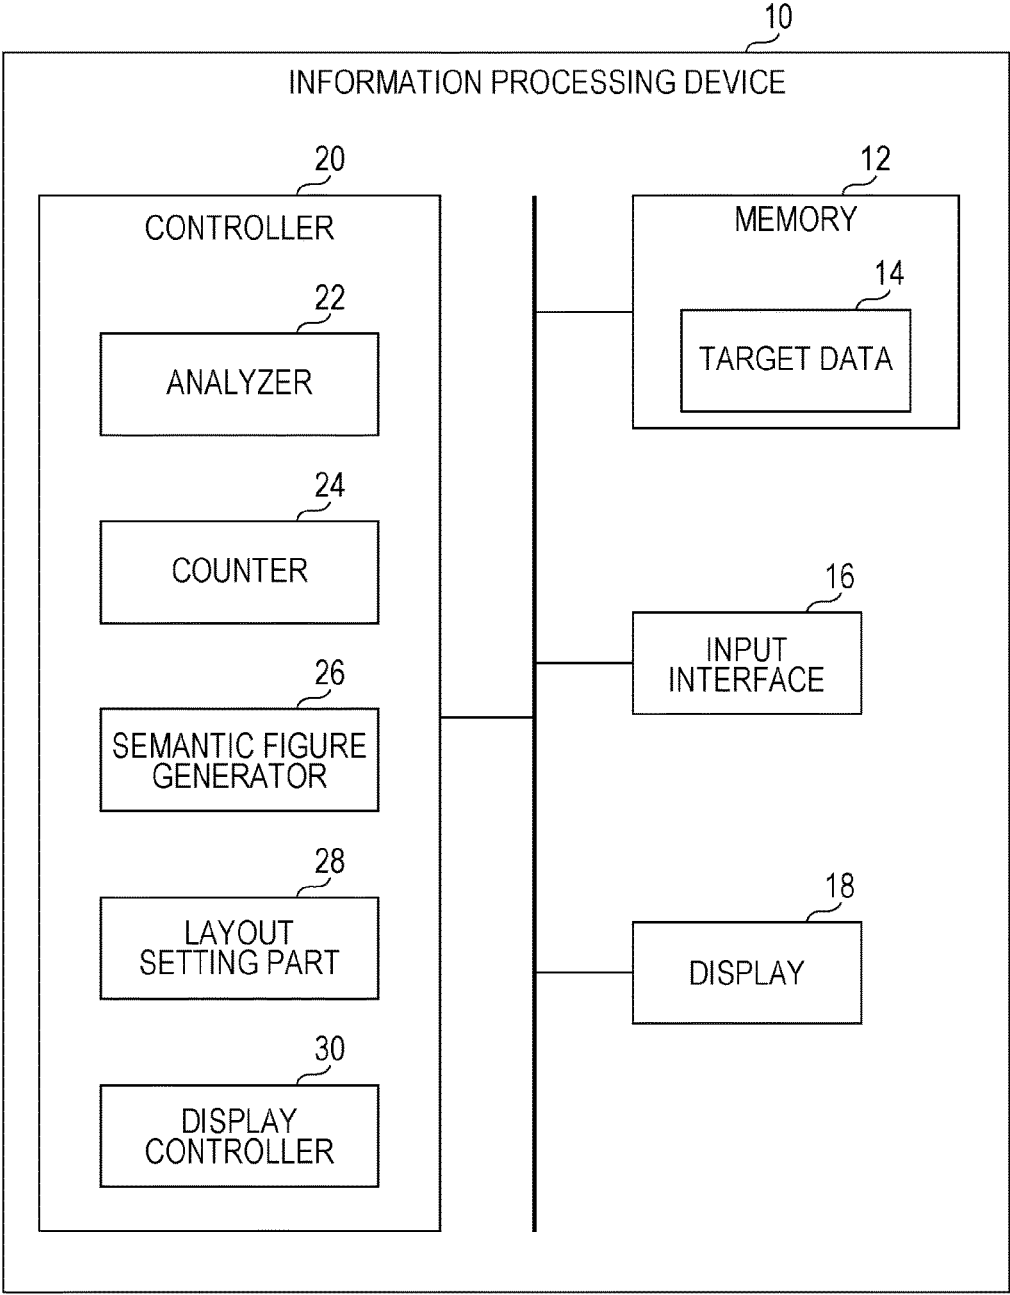 10
INFORMATION PROCESSING DEVICE
20
CONTROLLER
22
ANALYZER
24
COUNTER
26
SEMANTIC FIGURE
GENERATOR
28
LAYOUT
SETTING PART
30
DISPLAY
CONTROLLER
12
MEMORY
14
TARGET DATA
16
INPUT
INTERFACE
18
DISPLAY